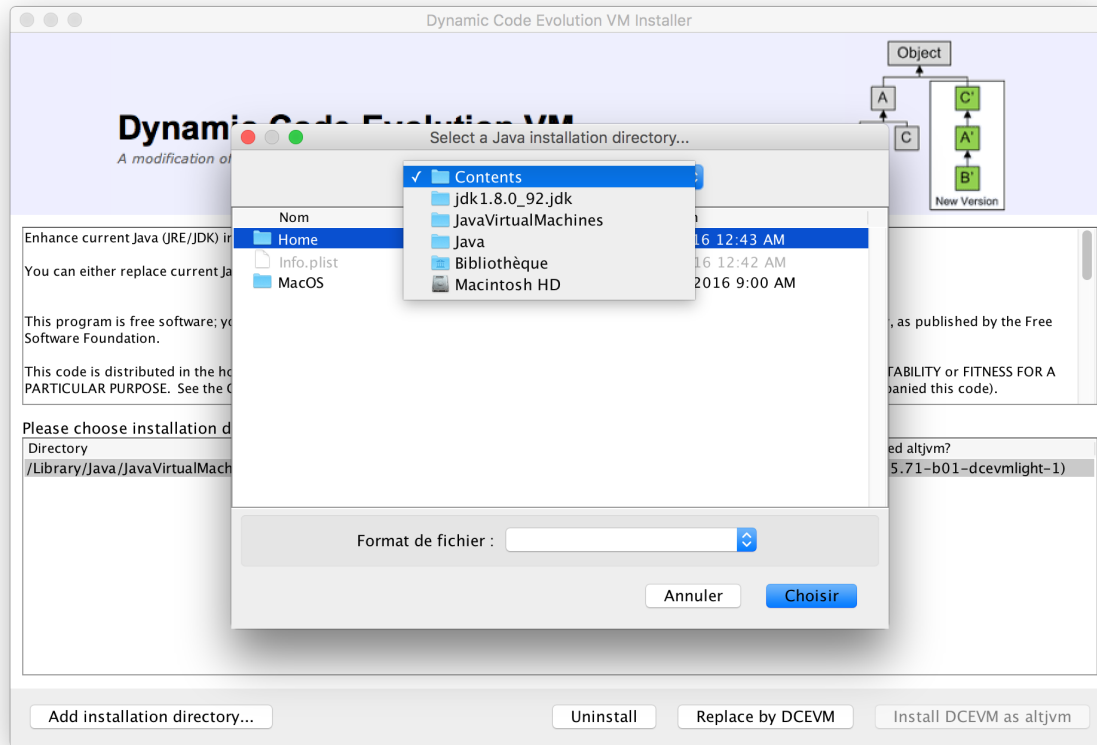 Dynamic Code Evolution VM Installer
Object
A
C'
C
A'
B'
New Version
Dynamic Code Evolution VM
A modification of
Select a Java installation directory...
Contents
jdk1.8.0_92.jdk
JavaVirtualMachines
Java
Bibliothèque
Macintosh HD
Nom
Home
16 12:43 AM
Info.plist
16 12:42 AM
MacOS
2016 9:00 AM
Enhance current Java (JRE/JDK)
You can either replace current
This program is free software;
, as published by the Free
Software Foundation.
This code is distributed in the
TABILITY or FITNESS FOR A
PARTICULAR PURPOSE. See the
panied this code).
Please choose installation
Directory
ed altjvm?
/Library/Java/JavaVirtualMach
5.71-b01-dcevmlight-1)
Format de fichier :
Annuler
Choisir
Add installation directory...
Uninstall
Replace by DCEVM
Install DCEVM as altjvm